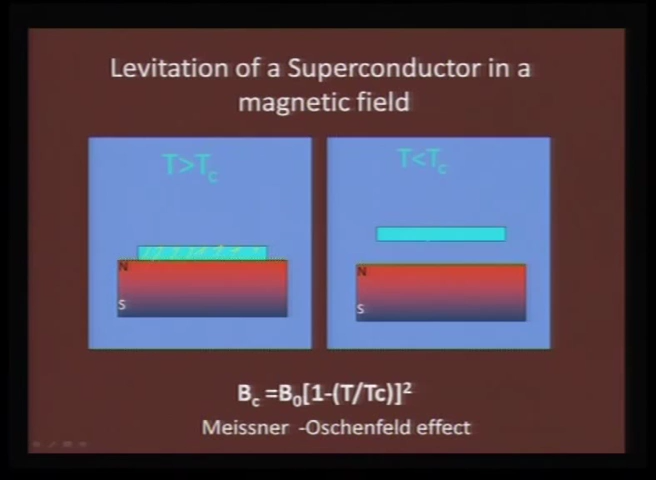 Levitation of a Superconductor in a
magnetic field
T>Tc
T<Tc
N
S
N
S
Bc =B0[1-(T/Tc)]²
Meissner -Oschenfeld effect